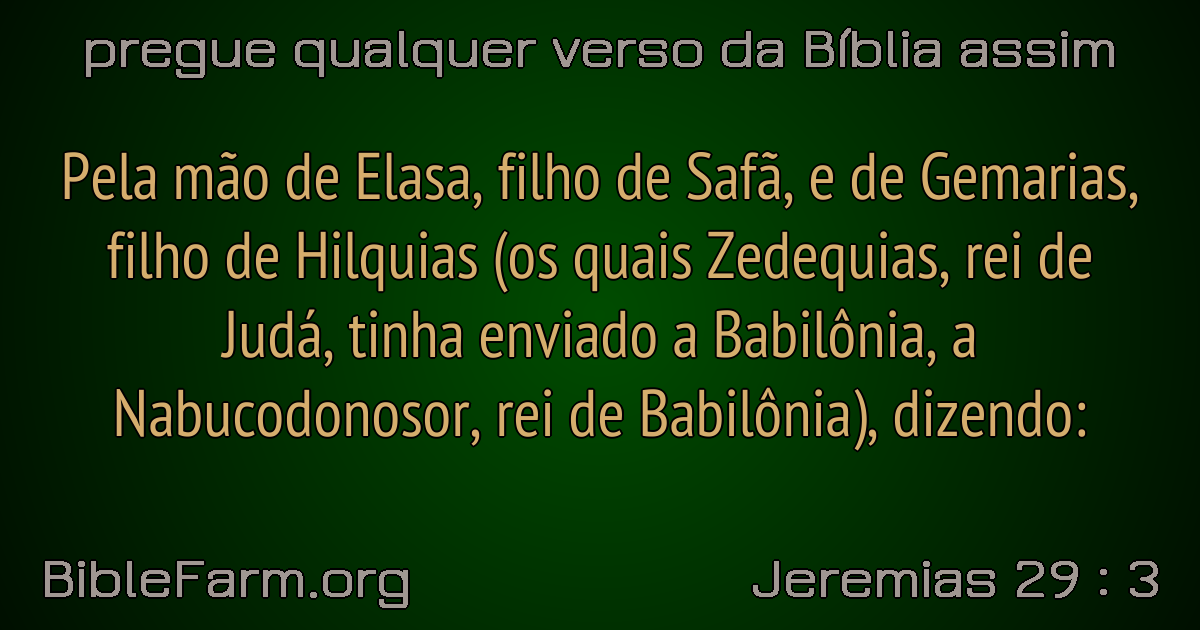 pregue qualquer verso da Bíblia assim
Pela mão de Elasa, filho de Safã, e de Gemarias,
filho de Hilquias (os quais Zedequias, rei de
Judá, tinha enviado a Babilônia, a
Nabucodonosor, rei de Babilônia), dizendo:
BibleFarm.org
Jeremias 29 : 3